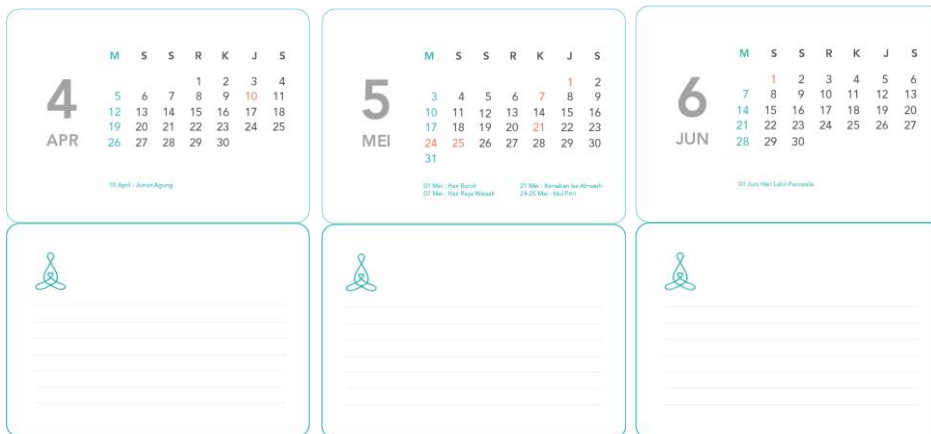 M S S R K J S
1 2 3 4
5 6 7 8 9 10 11
12 13 14 15 16 17 18
19 20 21 22 23 24 25
26 27 28 29 30
4
APR
10 April : Jumat Agung
M S S R K J S
1 2
3 4 5 6 7 8 9
10 11 12 13 14 15 16
17 18 19 20 21 22 23
24 25 26 27 28 29 30
31
5
MEI
01 Mei : Hari Buruh
07 Mei : Hari Raya Waisak
21 Mei : Kenaikan Isa Almasih
24-25 Mei : Idul Fitri
M S S R K J S
1 2 3 4 5 6
7 8 9 10 11 12 13
14 15 16 17 18 19 20
21 22 23 24 25 26 27
28 29 30
6
JUN
01 Juni Hari Lahir Pancasila